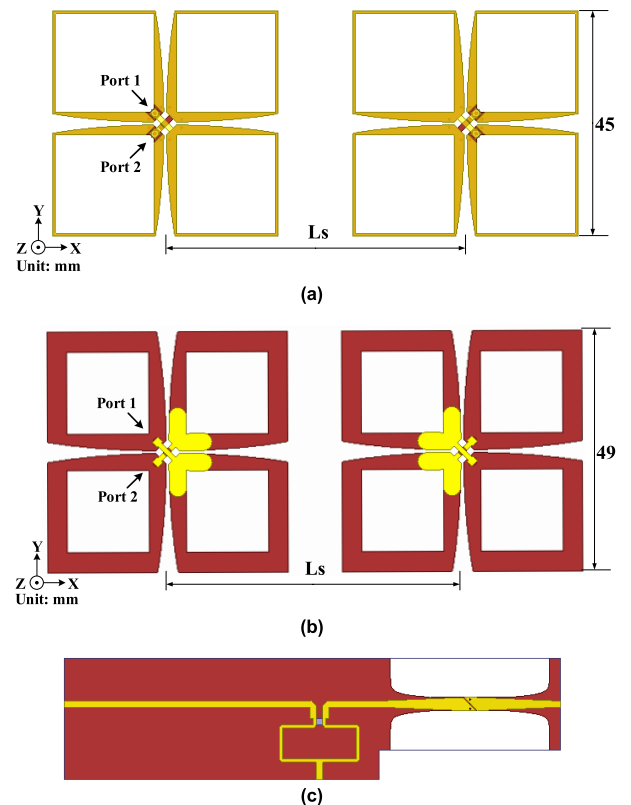 Port 1
Port 2
45
Y
Z X
Unit: mm
Ls
(a)
Port 1
Port 2
49
Y
Z X
Unit: mm
Ls
(b)
(c)